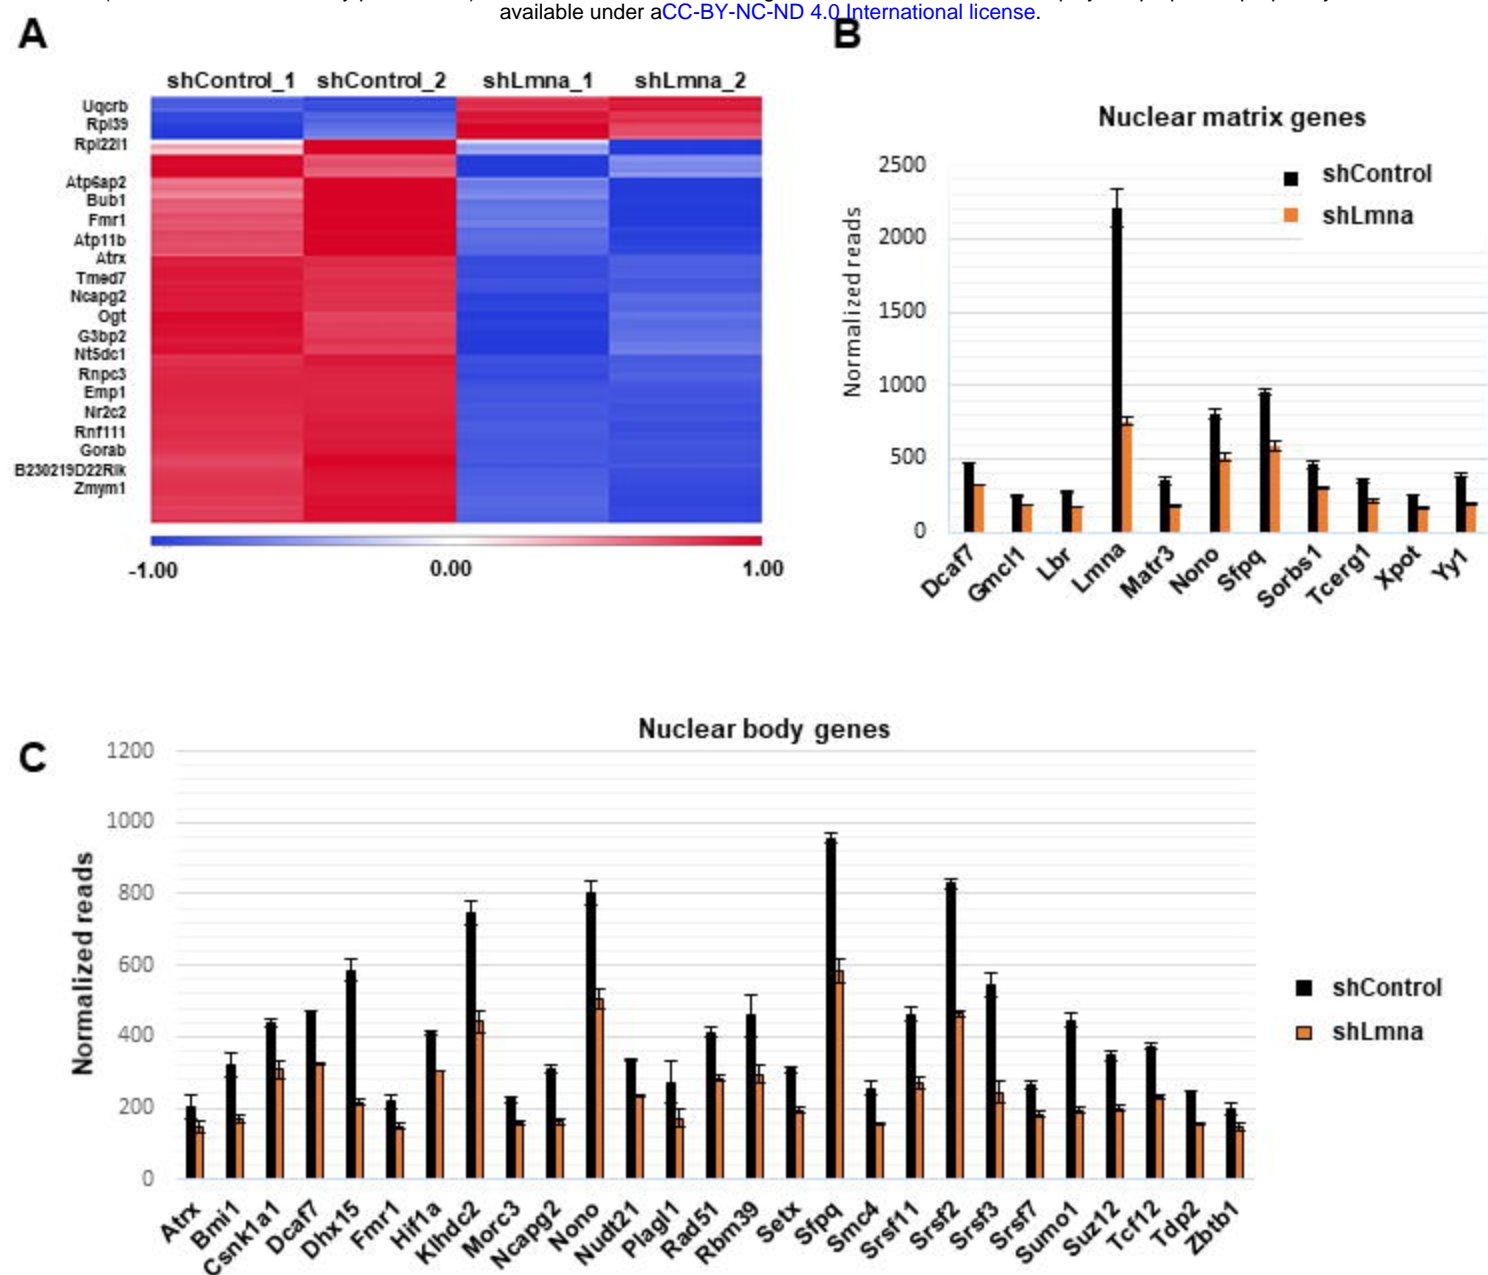 available under aCC-BY-NC-ND 4.0 International license.
A
B
shControl_1 shControl_2 shLmna_1 shLmna_2
Uqcrb
Rpl39
Rpl22l1
Atp6ap2
Bub1
Fmr1
Atp11b
Atrx
Tmed7
Ncapg2
Ogt
G3bp2
Nt5dc1
Rnpc3
Emp1
Nr2c2
Rnf111
Gorab
B230219D22Rik
Zmym1
-1.00 0.00 1.00
Nuclear matrix genes
shControl
shLmna
Normalized reads
2500
2000
1500
1000
500
0
Dcaf7 Gmcl1 Lbr Lmna Matr3 Nono Sfpq Sorbs1 Tcerg1 Xpot Yy1
C
Nuclear body genes
Normalized reads
1200
1000
800
600
400
200
0
shControl
shLmna
Atrx Bmi1 Csnk1a1 Dcaf7 Dhx15 Fmr1 Hif1a Klhdc2 Morc3 Ncapg2 Nono Nudt21 Plagl1 Rad51 Rbm39 Setx Sfpq Smc4 Srsf11 Srsf2 Srsf3 Srsf7 Sumo1 Suz12 Tcf12 Tdp2 Zbtb1